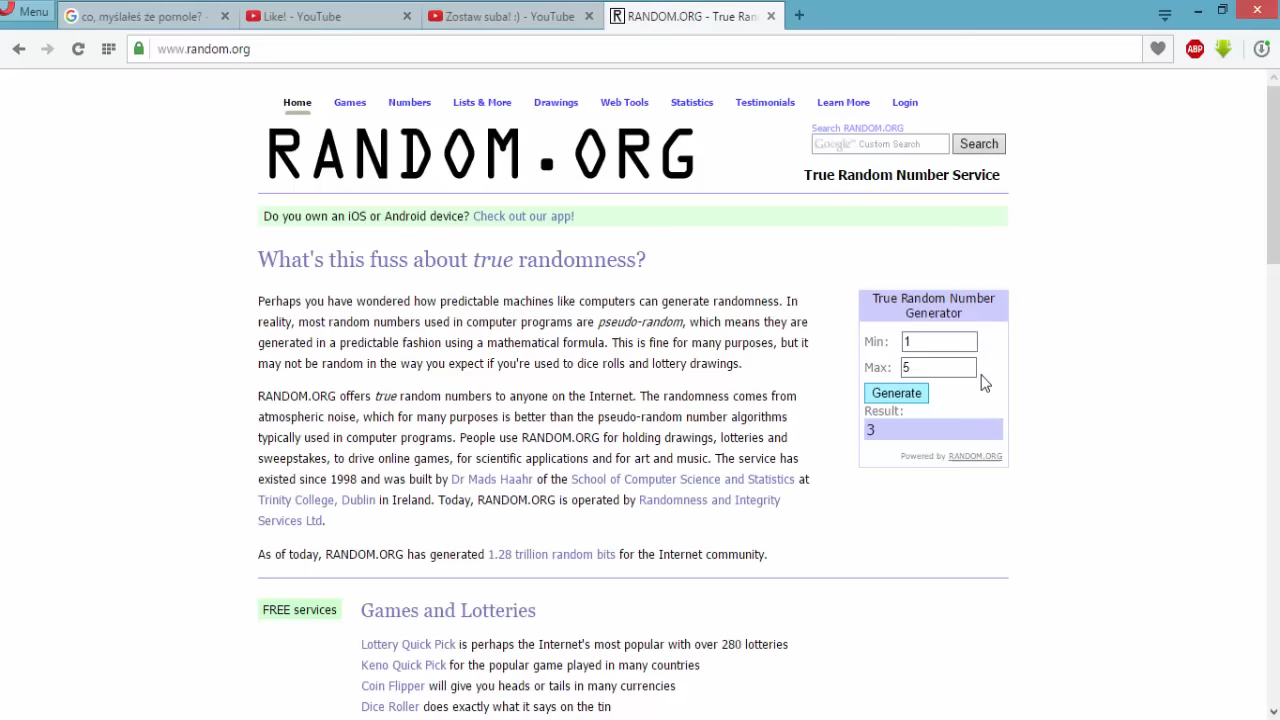 Menu
co, myślałeś że pornole? -
Like! - YouTube
Zostaw suba! :) - YouTube
RANDOM.ORG - True Ran
www.random.org
ABP
Home Games Numbers Lists & More Drawings Web Tools Statistics Testimonials Learn More Login
RANDOM.ORG
Search RANDOM.ORG
Google™ Custom Search
Search
True Random Number Service
Do you own an iOS or Android device? Check out our app!
What's this fuss about true randomness?
Perhaps you have wondered how predictable machines like computers can generate randomness. In
reality, most random numbers used in computer programs are pseudo-random, which means they are
generated in a predictable fashion using a mathematical formula. This is fine for many purposes, but it
may not be random in the way you expect if you're used to dice rolls and lottery drawings.
RANDOM.ORG offers true random numbers to anyone on the Internet. The randomness comes from
atmospheric noise, which for many purposes is better than the pseudo-random number algorithms
typically used in computer programs. People use RANDOM.ORG for holding drawings, lotteries and
sweepstakes, to drive online games, for scientific applications and for art and music. The service has
existed since 1998 and was built by Dr Mads Haahr of the School of Computer Science and Statistics at
Trinity College, Dublin in Ireland. Today, RANDOM.ORG is operated by Randomness and Integrity
Services Ltd.
As of today, RANDOM.ORG has generated 1.28 trillion random bits for the Internet community.
True Random Number
Generator
Min: 1
Max: 5
Generate
Result:
3
Powered by RANDOM.ORG
FREE services
Games and Lotteries
Lottery Quick Pick is perhaps the Internet's most popular with over 280 lotteries
Keno Quick Pick for the popular game played in many countries
Coin Flipper will give you heads or tails in many currencies
Dice Roller does exactly what it says on the tin